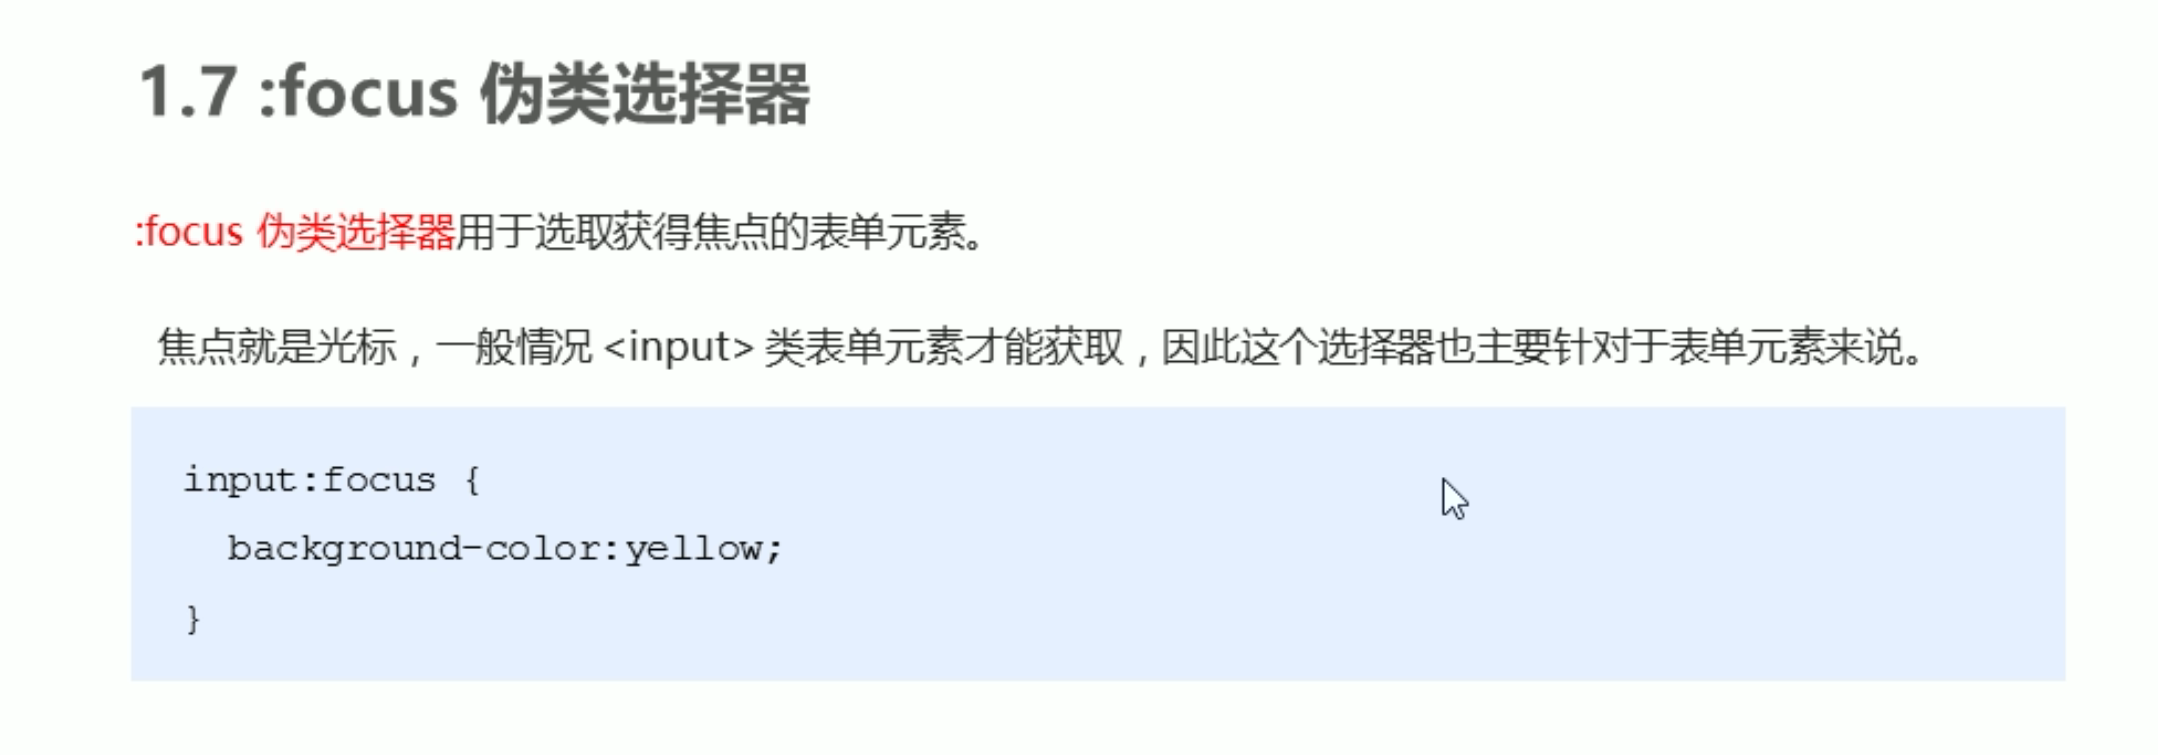 1.7 :focus 伪类选择器
:focus 伪类选择器用于选取获得焦点的表单元素。
焦点就是光标，一般情况 <input> 类表单元素才能获取，因此这个选择器也主要针对于表单元素来说。
input:focus {
  background-color:yellow;
}